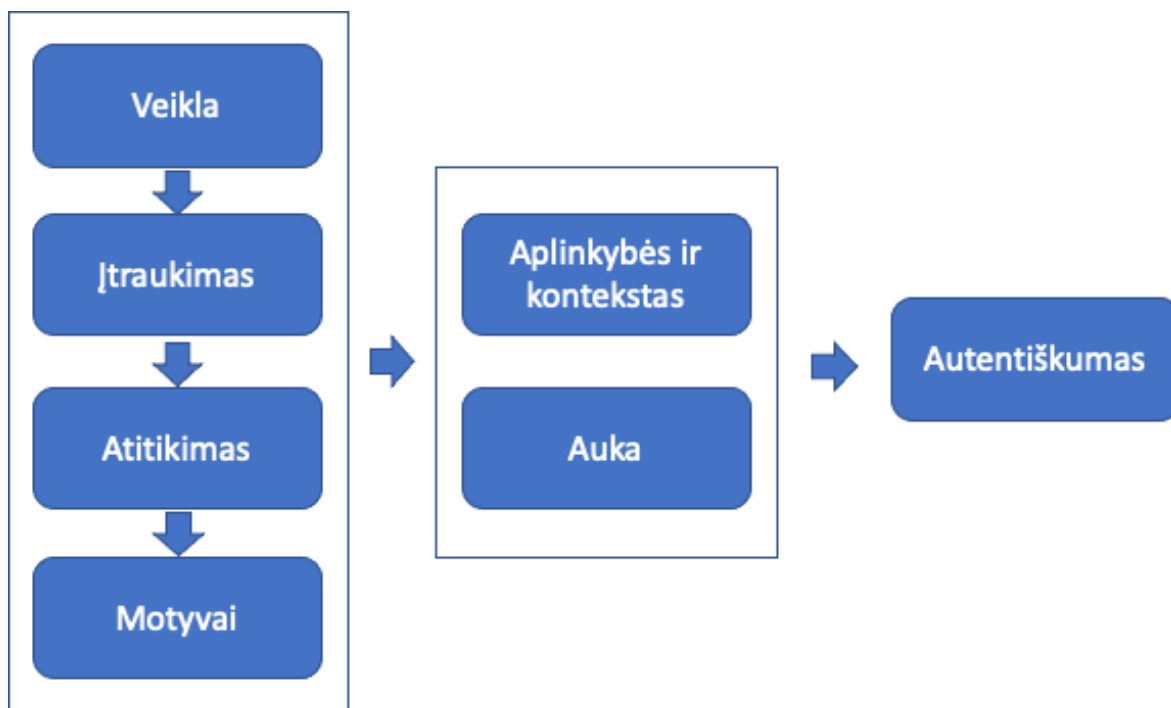 Veikla
Įtraukimas
Atitikimas
Motyvai
Aplinkybės ir
kontekstas
Auka
Autentiškumas